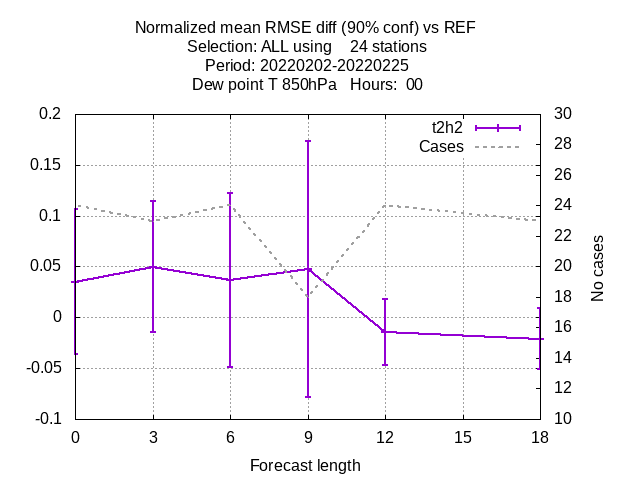 Normalized mean RMSE diff (90% conf) vs REF
Selection: ALL using    24 stations
Period: 20220202-20220225
Dew point T 850hPa   Hours:  00
t2h2
Cases
0.2
0.15
0.1
0.05
0
-0.05
-0.1
30
28
26
24
22
20
18
16
14
12
10
No cases
0 3 6 9 12 15 18
Forecast length